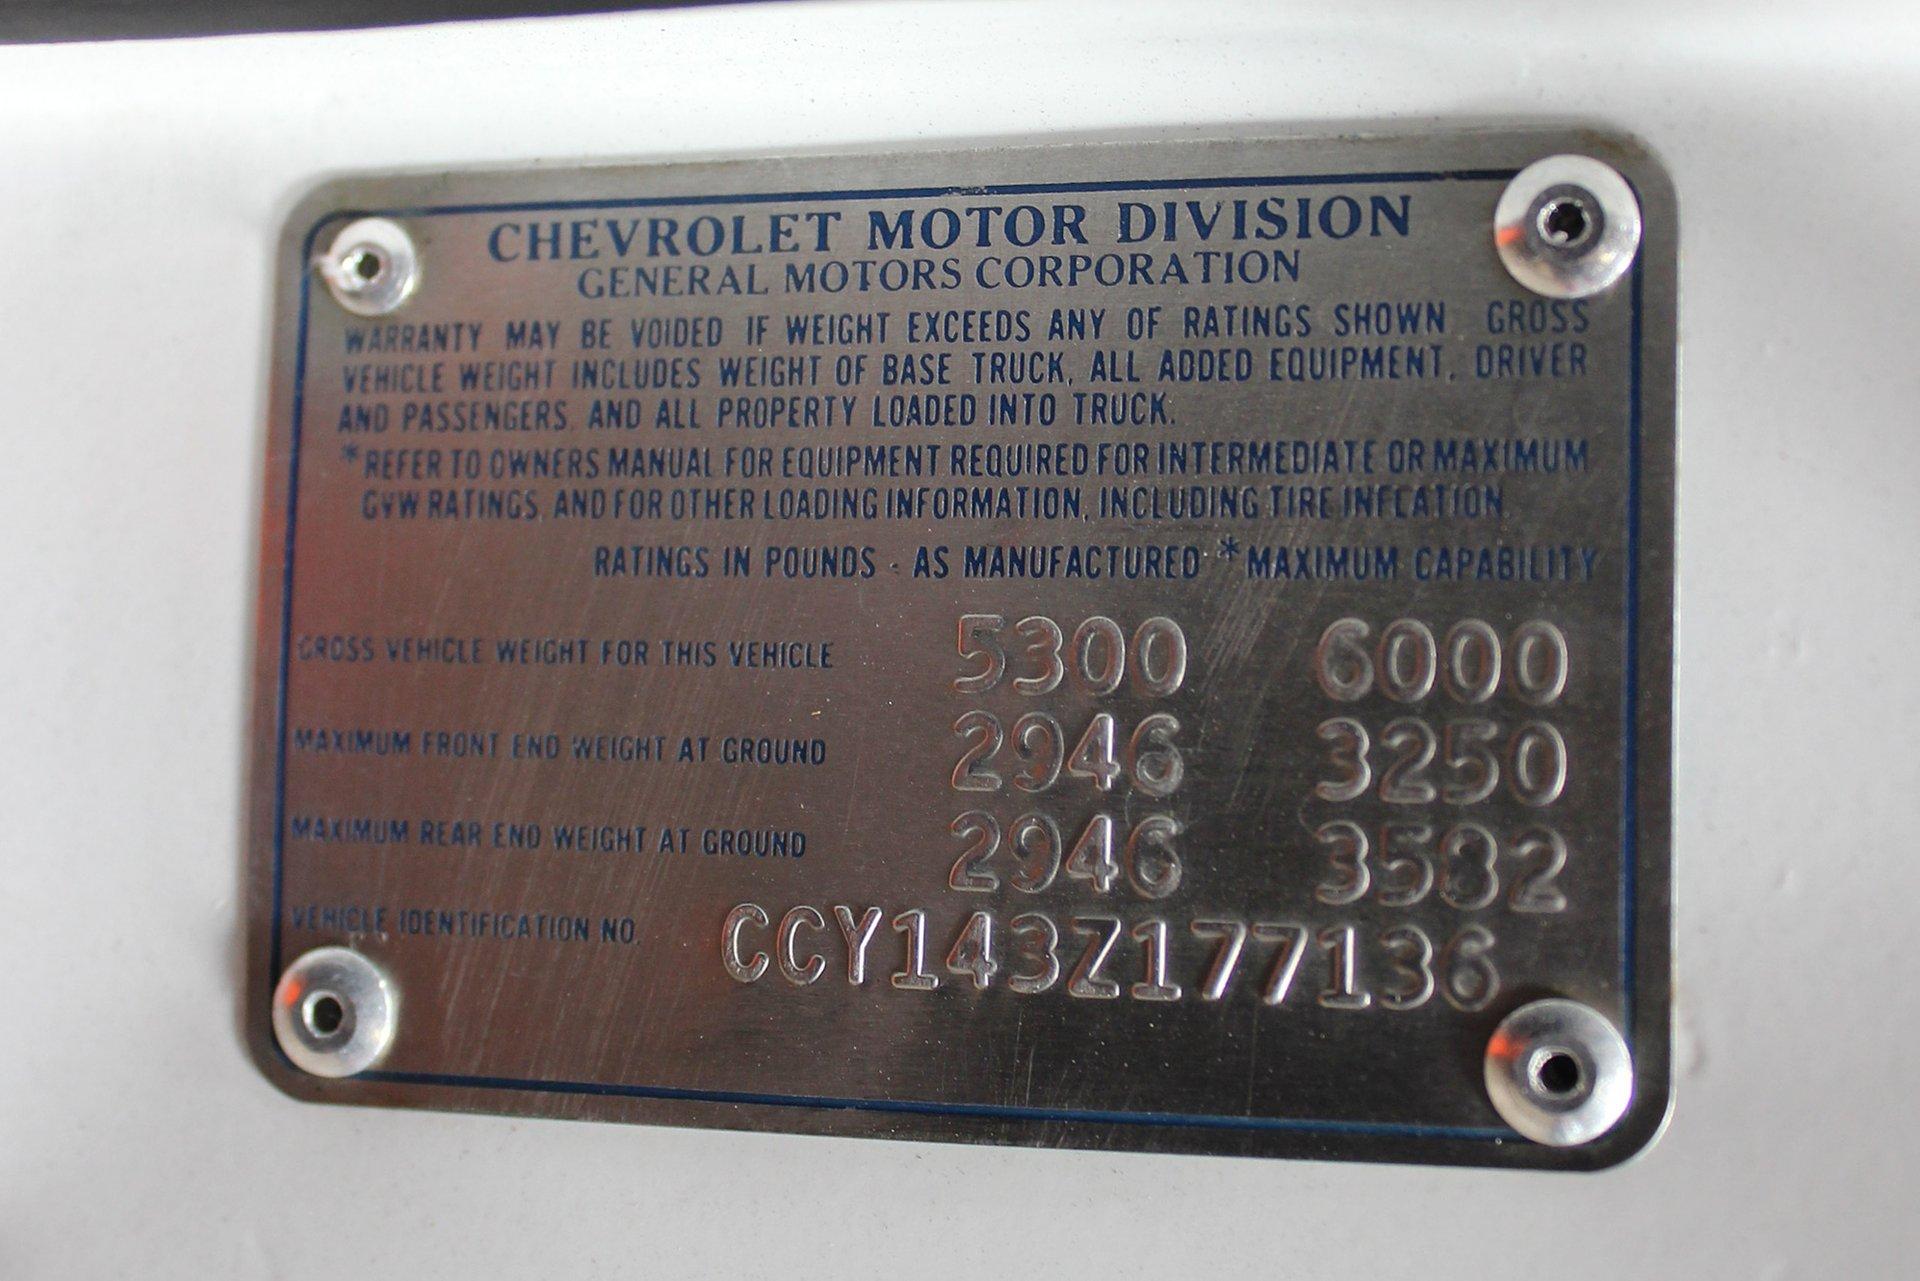 CHEVROLET MOTOR DIVISION
GENERAL MOTORS CORPORATION
WARRANTY MAY BE VOIDED IF WEIGHT EXCEEDS ANY OF RATINGS SHOWN GROSS
VEHICLE WEIGHT INCLUDES WEIGHT OF BASE TRUCK, ALL ADDED EQUIPMENT, DRIVER
AND PASSENGERS, AND ALL PROPERTY LOADED INTO TRUCK.
*REFER TO OWNERS MANUAL FOR EQUIPMENT REQUIRED FOR INTERMEDIATE OR MAXIMUM
GVW RATINGS, AND FOR OTHER LOADING INFORMATION, INCLUDING TIRE INFLATION.
RATINGS IN POUNDS - AS MANUFACTURED *MAXIMUM CAPABILITY
GROSS VEHICLE WEIGHT FOR THIS VEHICLE 5300 6000
MAXIMUM FRONT END WEIGHT AT GROUND 2946 3250
MAXIMUM REAR END WEIGHT AT GROUND 2946 3582
VEHICLE IDENTIFICATION NO. CCY143Z177136